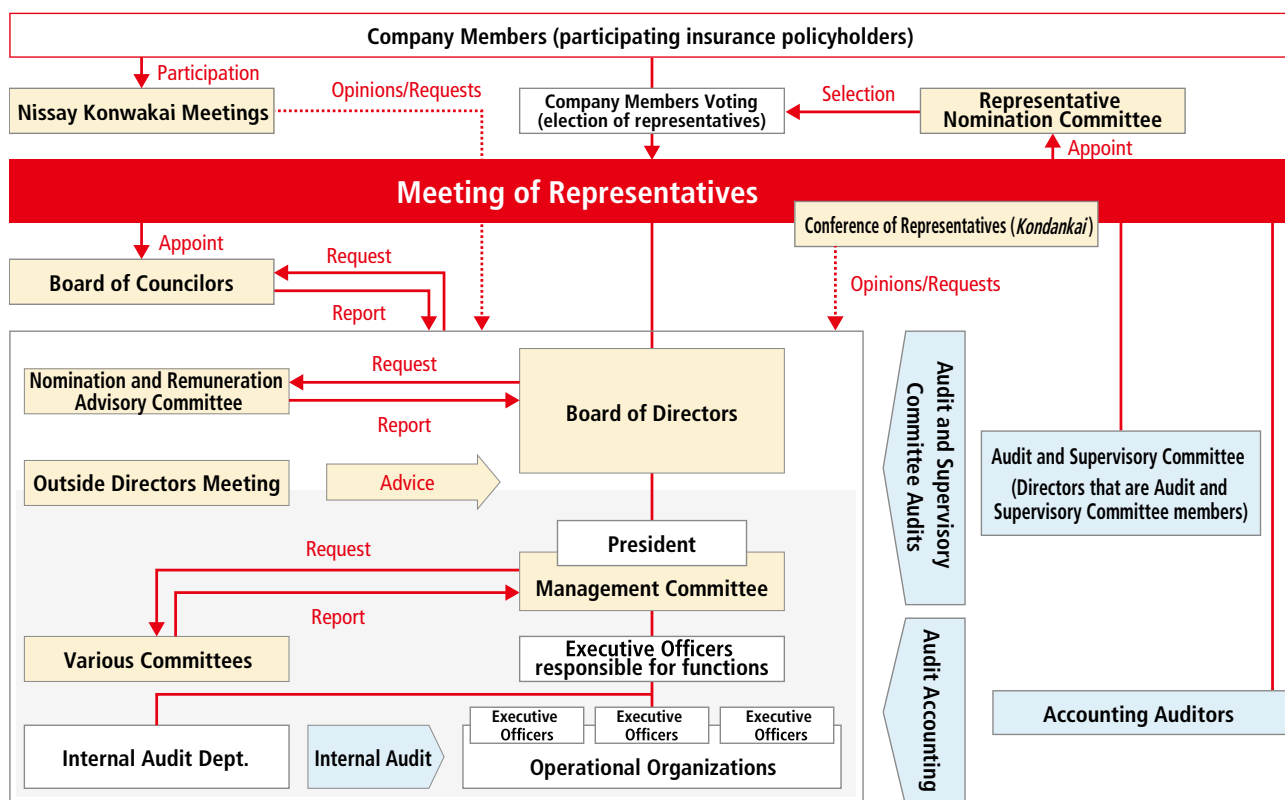 Company Members (participating insurance policyholders)
Participation
Nissay Konwakai Meetings
Opinions/Requests
Company Members Voting
(election of representatives)
Selection
Representative
Nomination Committee
Appoint
Meeting of Representatives
Conference of Representatives (Kondankai)
Appoint
Board of Councilors
Request
Report
Opinions/Requests
Nomination and Remuneration
Advisory Committee
Request
Report
Board of Directors
Outside Directors Meeting
Advice
Audit and Supervisory
Committee Audits
Audit and Supervisory Committee
(Directors that are Audit and
Supervisory Committee members)
President
Management Committee
Request
Report
Various Committees
Executive Officers
responsible for functions
Audit Accounting
Accounting Auditors
Internal Audit Dept.
Internal Audit
Executive
Officers
Executive
Officers
Executive
Officers
Operational Organizations